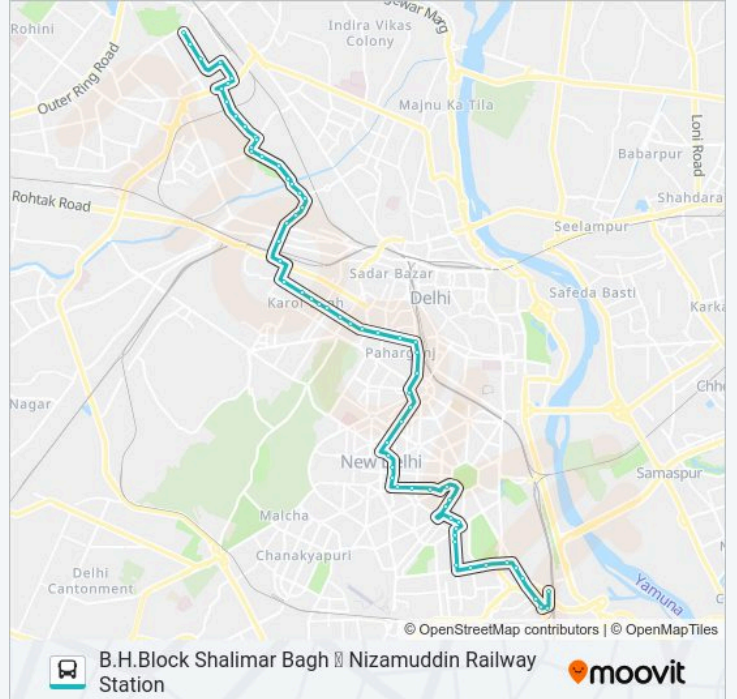 gewar Marg
Rohini
Indira Vikas
Colony
Outer Ring Road
Majnu Ka Tila
Loni Road
Babarpur
Rohtak Road
Shahdara
Seelampur
Sadar Bazar
Delhi
Safeda Basti
Karol Bagh
Karka
Paharganj
Chh
Nagar
New Delhi
Samaspur
Malcha
Chanakyapuri
Delhi
Cantonment
Yamuna
© OpenStreetMap contributors | © OpenMapTiles
B.H.Block Shalimar Bagh Nizamuddin Railway
Station
moovit